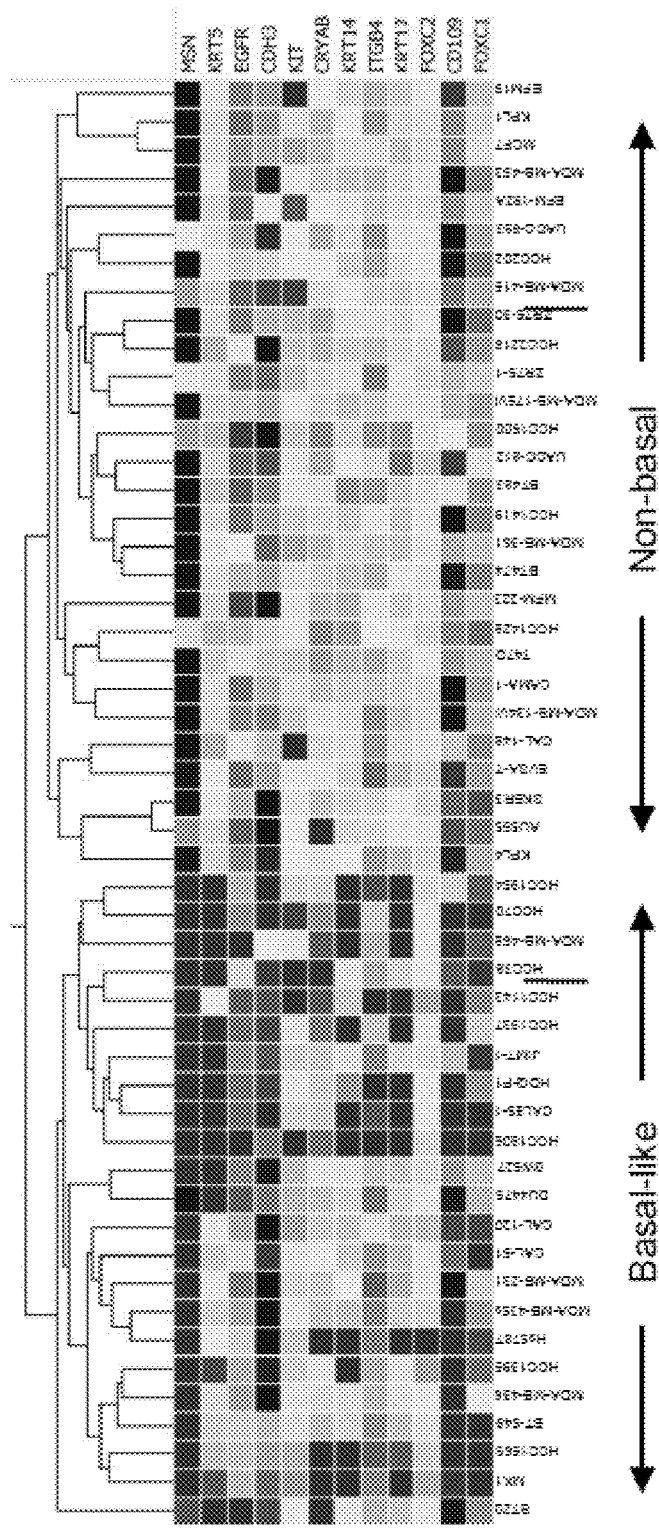 MSN
KRT5
EGFR
CDH3
KIT
CRYAB
KRT14
ITGB4
KRT17
FOXC2
CD109
FOXC1
EFM19
KPL1
MCF7
MDA-MB-453
EFM-192A
UACC-893
HCC202
MDA-MB-415
ZR75-30
HCC2218
ZR75-1
MDA-MB-175VI
HCC1500
UACC-812
BT483
HCC1419
MDA-MB-361
BT474
MFM-223
HCC1428
T47D
CAMA-1
MDA-MB-134VI
CAL-148
EVSA-T
SKBR3
AU565
KPL4
HCC1954
HCC70
MDA-MB-468
HCC38
HCC1143
HCC1937
JIMT-1
HDQ-P1
CAL85-1
HCC1806
SW527
DU4475
CAL-120
CAL-51
MDA-MB-231
MDA-MB-435s
Hs578T
HCC1395
MDA-MB-436
BT-549
HCC1569
MX1
BT20
Non-basal
Basal-like